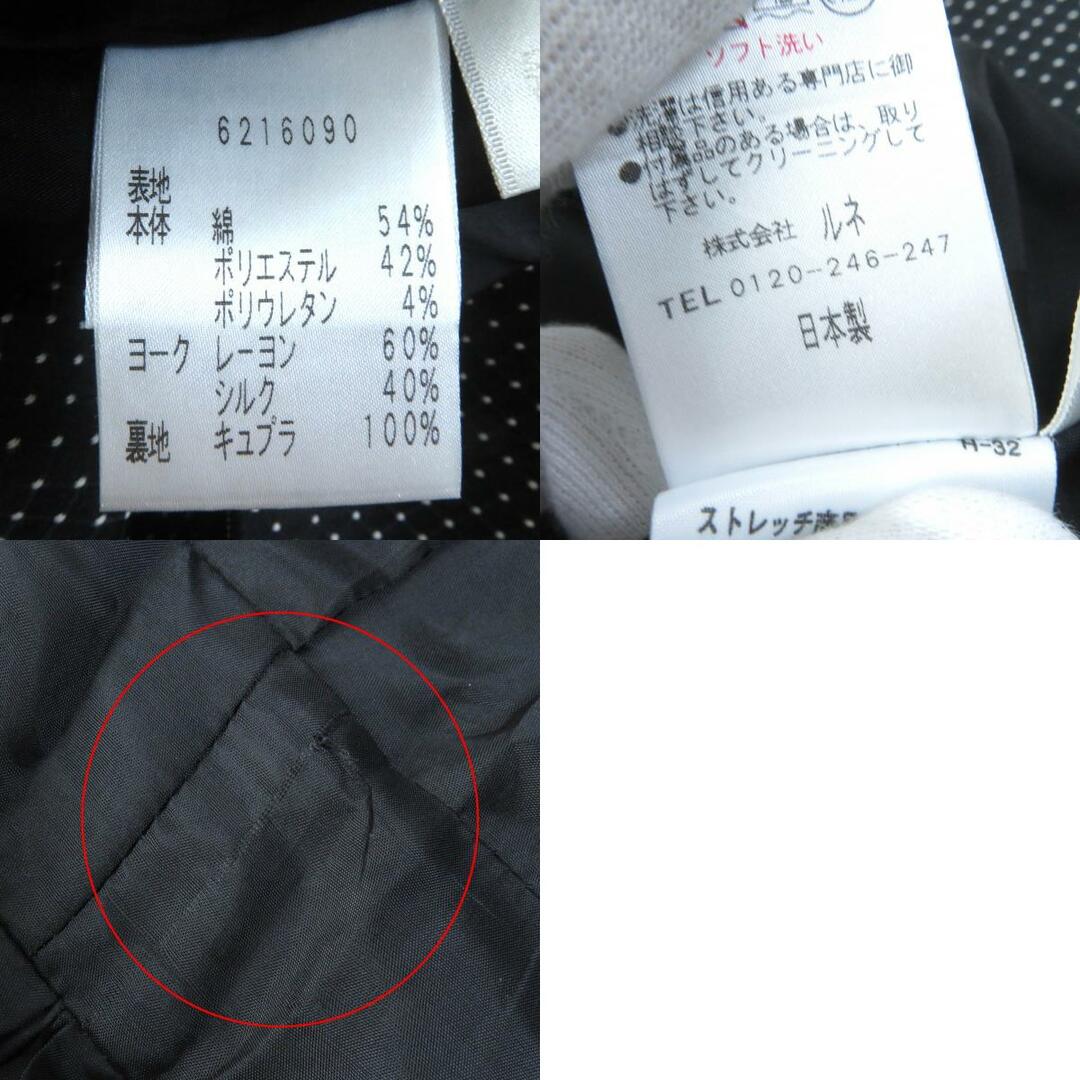 6216090
表地
本体 綿 54%
ポリエステル 42%
ポリウレタン 4%
ヨーク レーヨン 60%
シルク 40%
裏地 キュプラ 100%
ソフト洗い
●洗濯は信用ある専門店に御
相談下さい。
●付属品のある場合は、取り
はずしてクリーニングして
下さい。
株式会社 ルネ
TEL 0120-246-247
日本製
H-32
ストレッチ